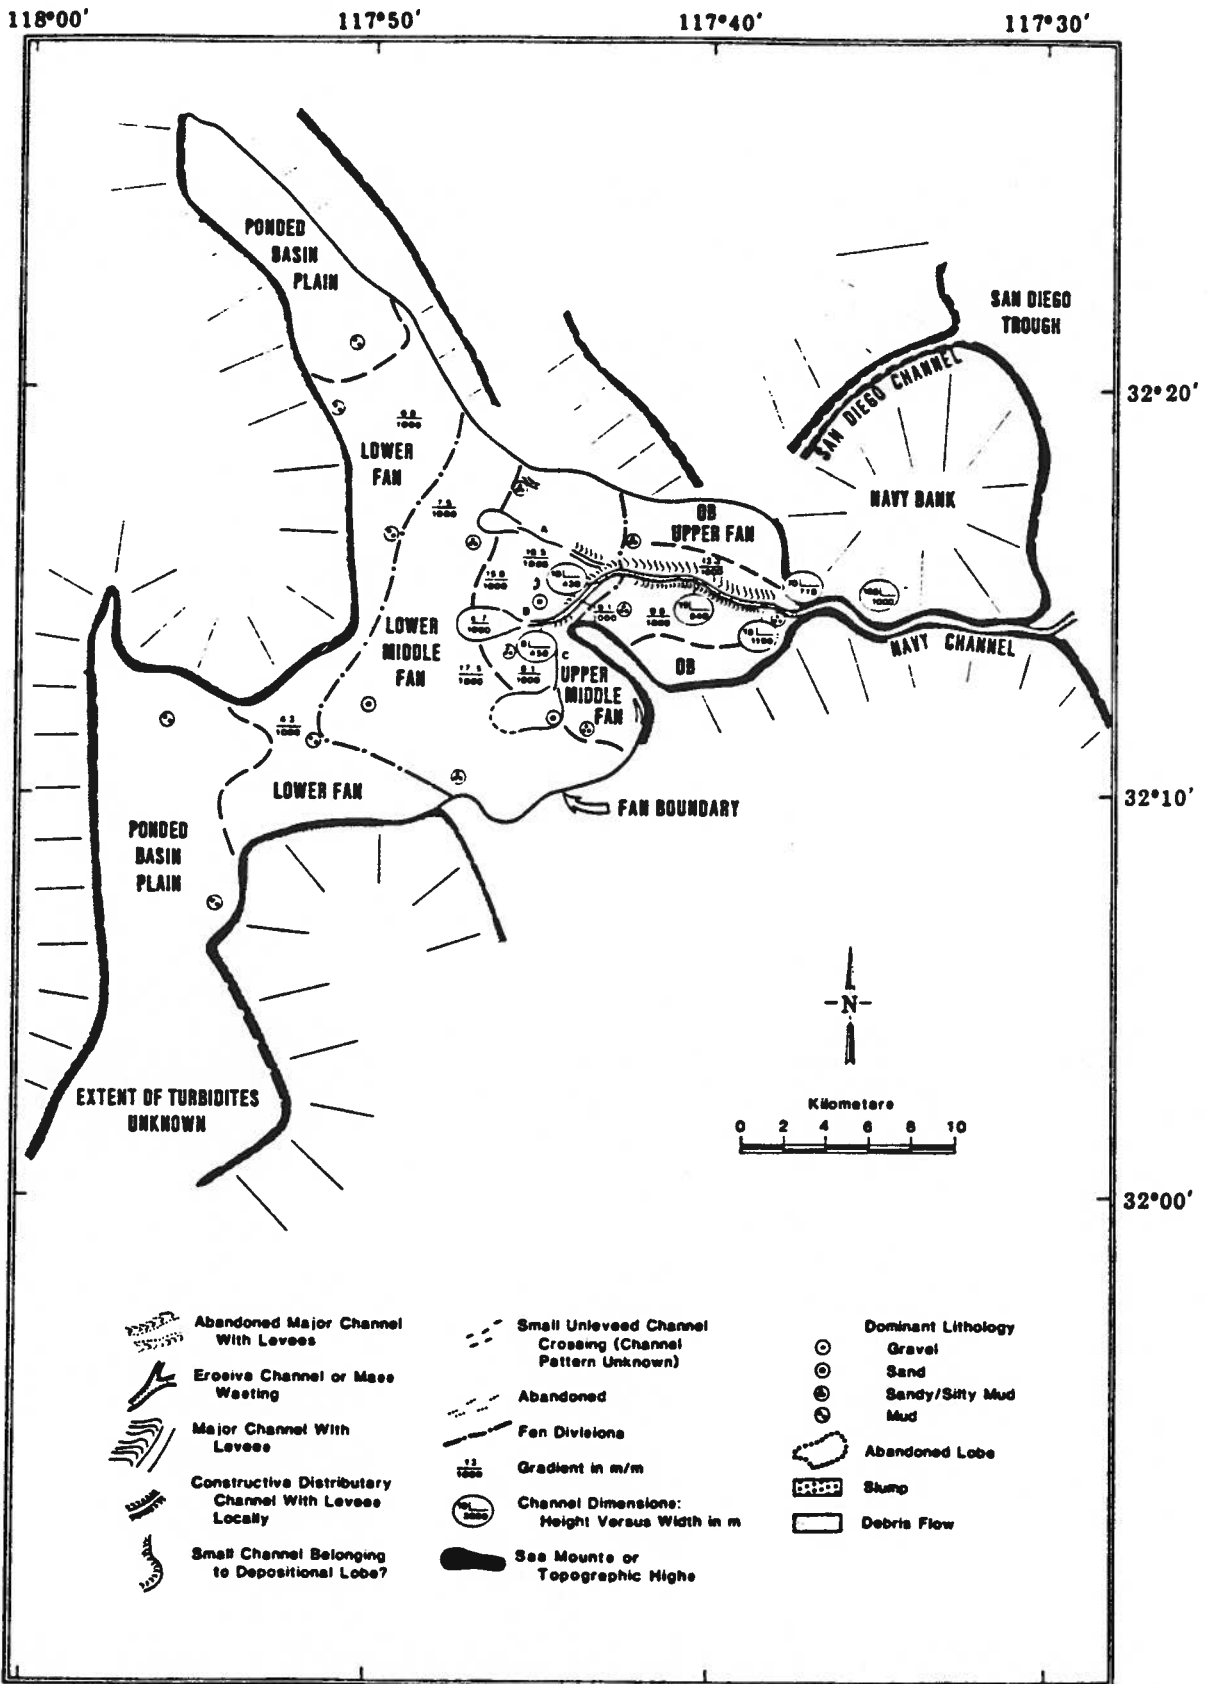 118°00' 117°50' 117°40' 117°30'
PONDED
BASIN
PLAIN
SAN DIEGO
TROUGH
SAN DIEGO CHANNEL
32°20'
LOWER
FAN
NAVY BANK
OB
UPPER FAN
A
B
C
LOWER
MIDDLE
FAN
UPPER
MIDDLE
FAN
OB
NAVY CHANNEL
4.3
1000
LOWER FAN
FAN BOUNDARY
32°10'
PONDED
BASIN
PLAIN
N
EXTENT OF TURBIDITES
UNKNOWN
Kilometers
0 2 4 6 8 10
32°00'
Abandoned Major Channel
With Levees
Erosive Channel or Mass
Wasting
Major Channel With
Levees
Constructive Distributary
Channel With Levees
Locally
Small Channel Belonging
to Depositional Lobe?
Small Unleveed Channel
Crossing (Channel
Pattern Unknown)
Abandoned
Fan Divisions
13
1000
Gradient in m/m
Channel Dimensions:
Height Versus Width in m
Sea Mounts or
Topographic Highs
Dominant Lithology
Gravel
Sand
Sandy/Silty Mud
Mud
Abandoned Lobe
Slump
Debris Flow